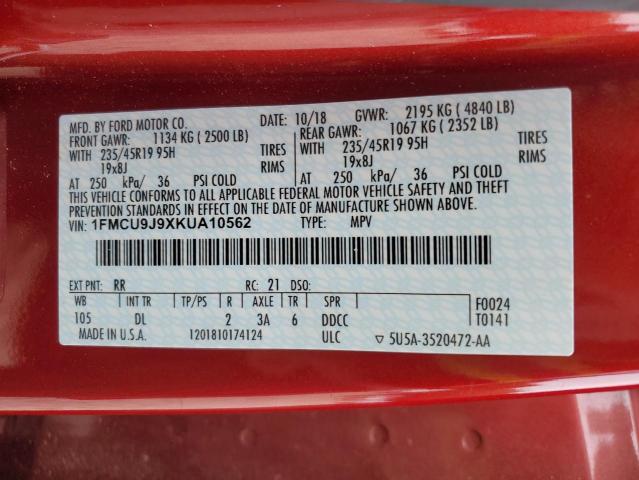 MFD. BY FORD MOTOR CO. DATE: 10/18 GVWR: 2195 KG ( 4840 LB)
FRONT GAWR: 1134 KG ( 2500 LB) REAR GAWR: 1067 KG ( 2352 LB)
WITH 235/45R19 95H TIRES WITH 235/45R19 95H TIRES
19x8J RIMS 19x8J RIMS
AT 250 kPa/ 36 PSI COLD AT 250 kPa/ 36 PSI COLD
THIS VEHICLE CONFORMS TO ALL APPLICABLE FEDERAL MOTOR VEHICLE SAFETY AND THEFT
PREVENTION STANDARDS IN EFFECT ON THE DATE OF MANUFACTURE SHOWN ABOVE.
VIN: 1FMCU9J9XKUA10562 TYPE: MPV
EXT PNT: RR RC: 21 DSO:
WB INT TR TP/PS R AXLE TR SPR F0024
105 DL 2 3A 6 DDCC T0141
MADE IN U.S.A. 1201810174124 ULC ▽ 5U5A-3520472-AA